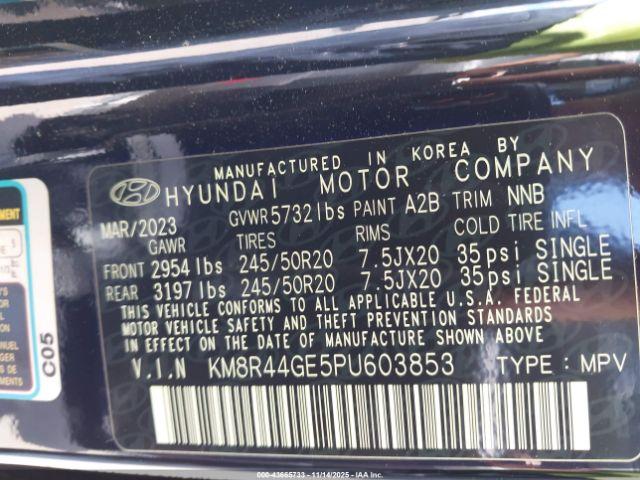 MANUFACTURED IN KOREA BY
HYUNDAI MOTOR COMPANY
MAR/2023 GVWR 5732 lbs PAINT A2B TRIM NNB
GAWR TIRES RIMS COLD TIRE INFL
FRONT 2954 lbs 245/50R20 7.5JX20 35 psi SINGLE
REAR 3197 lbs 245/50R20 7.5JX20 35 psi SINGLE
THIS VEHICLE CONFORMS TO ALL APPLICABLE U.S.A. FEDERAL
MOTOR VEHICLE SAFETY AND THEFT PREVENTION STANDARDS
IN EFFECT ON THE DATE OF MANUFACTURE SHOWN ABOVE.
V.I.N KM8R44GE5PU603853 TYPE : MPV
C05
000-43665733 - 11/14/2025 - IAAI, Inc.